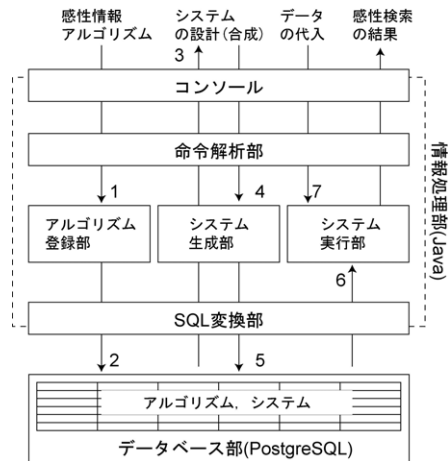 感性情報
アルゴリズム
システム
の設計(合成)
データ
の代入
感性検索
の結果
3
コンソール
命令解析部
情報処理部(Java)
1
4
7
アルゴリズム
登録部
システム
生成部
システム
実行部
6
SQL変換部
2
5
アルゴリズム，システム
データベース部(PostgreSQL)